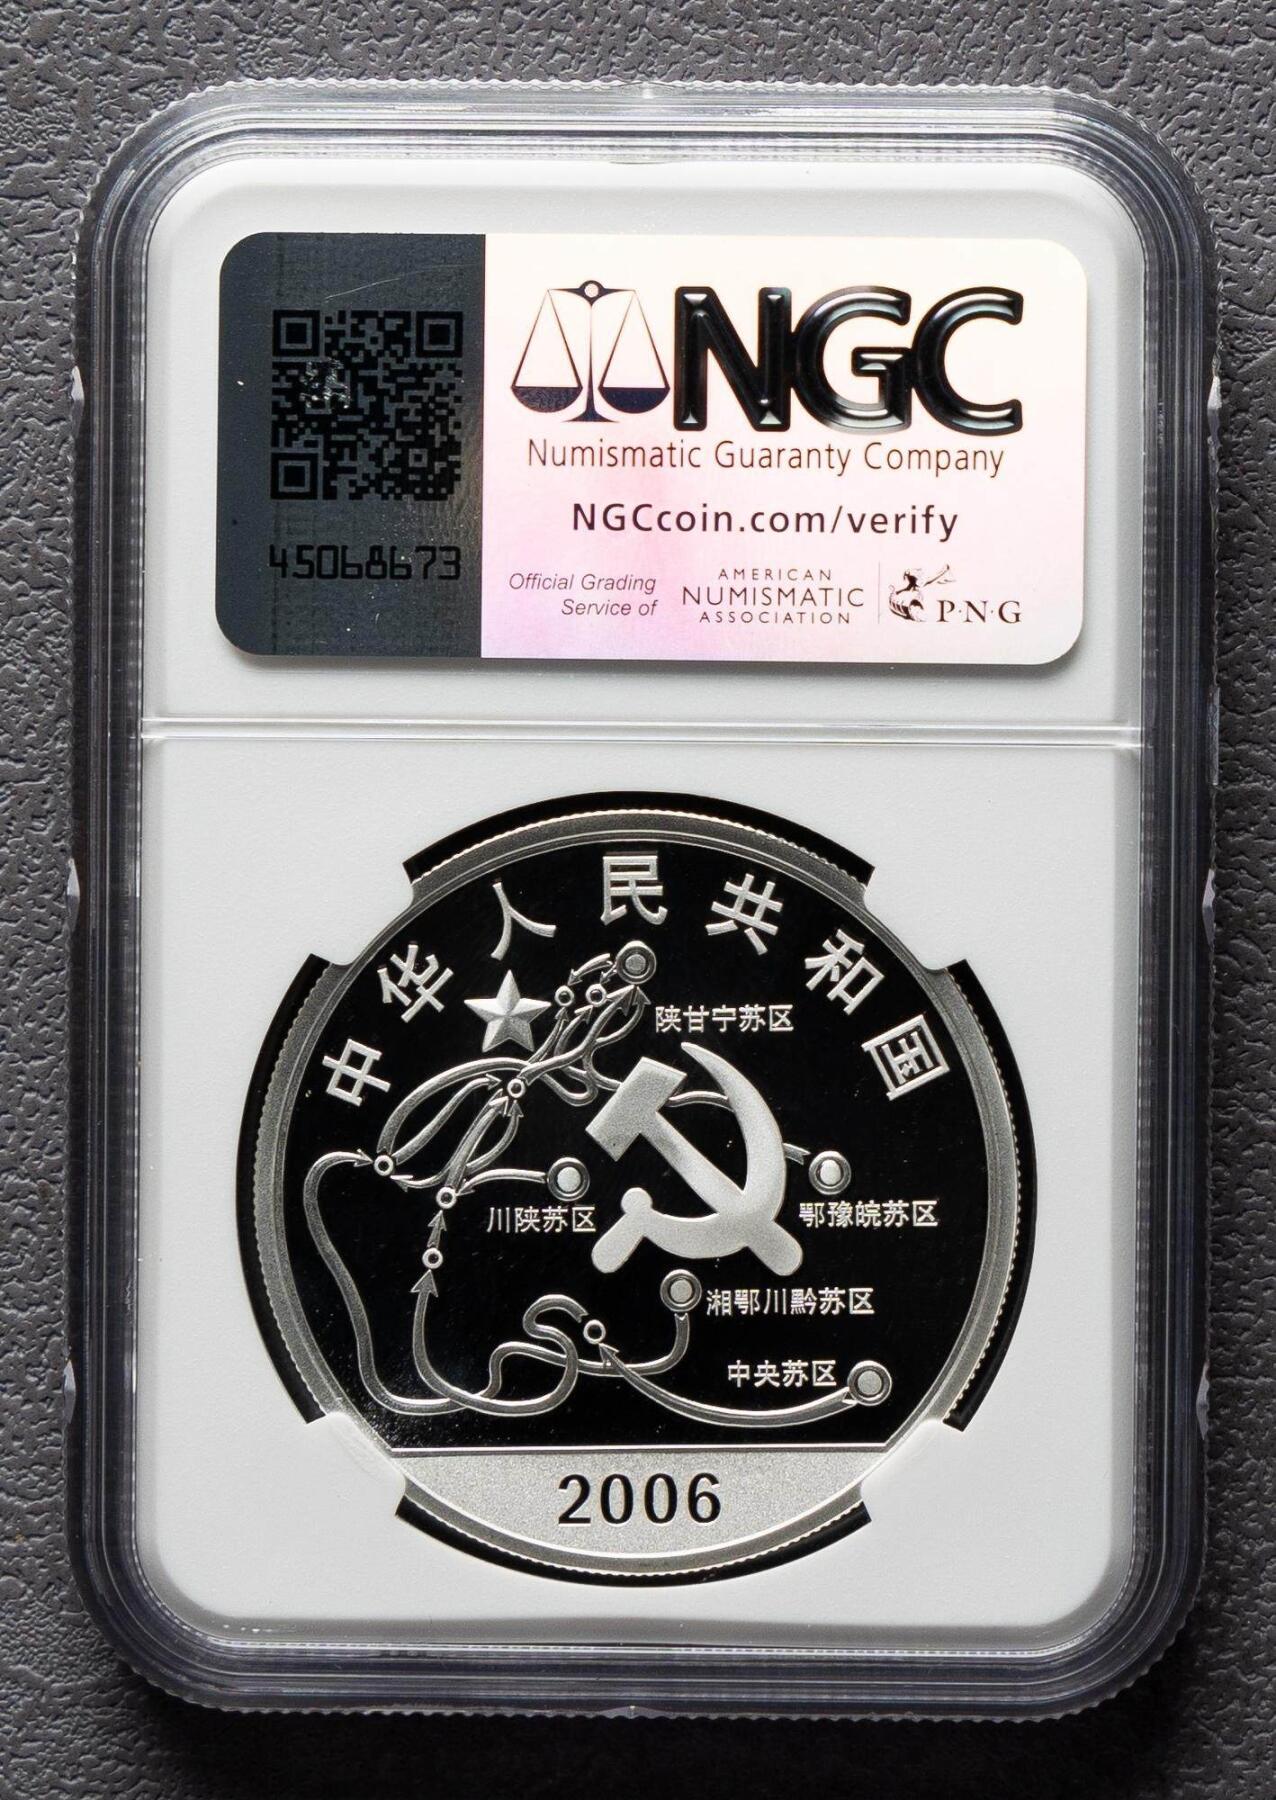 NGC
Numismatic Guaranty Company
NGCcoin.com/verify
45068673
Official Grading
Service of
AMERICAN
NUMISMATIC
ASSOCIATION
P·N·G
中华人民共和国
陕甘宁苏区
川陕苏区
鄂豫皖苏区
湘鄂川黔苏区
中央苏区
2006